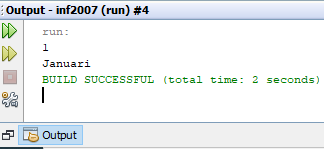 Output - inf2007 (run) #4
run:
1
Januari
BUILD SUCCESSFUL (total time: 2 seconds)
Output